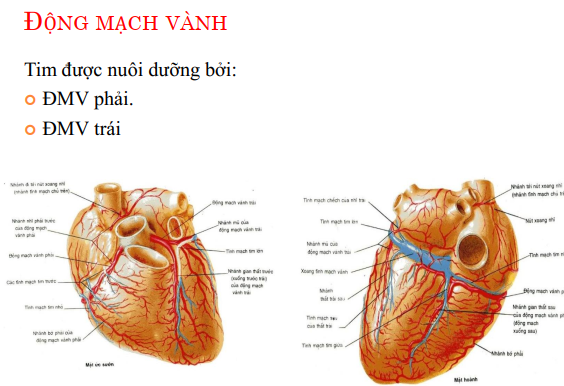 ĐỘNG MẠCH VÀNH
Tim được nuôi dưỡng bởi:
ĐMV phải.
ĐMV trái
Nhánh đi tới nút xoang nhĩ
(nhánh tĩnh mạch chủ trên)
Nhánh nhĩ phải trước
của động mạch
vành phải
Động mạch vành phải
Các tĩnh mạch tim trước
Tĩnh mạch tim nhỏ
Nhánh bờ phải của
động mạch vành phải
Động mạch vành trái
Nhánh mũ của
động mạch vành trái
Tĩnh mạch tim lớn
Nhánh gian thất trước
(xuống trước trái)
của động mạch
vành trái
Mặt ức sườn
Tĩnh mạch chếch của nhĩ trái
Tĩnh mạch tim lớn
Nhánh mũ của
động mạch vành trái
Xoang tĩnh mạch vành
Nhánh
thất trái
Tĩnh mạch
của thất trái
Tĩnh mạch tim giữa
Nhánh tới nút xoang nhĩ
(nhánh tĩnh mạch chủ trên)
Nút xoang nhĩ
Tĩnh mạch tim
Động mạch vành
Nhánh gian thất sau
của động mạch vành
(động mạch
xuống sau)
Nhánh bờ phải
Mặt hoành